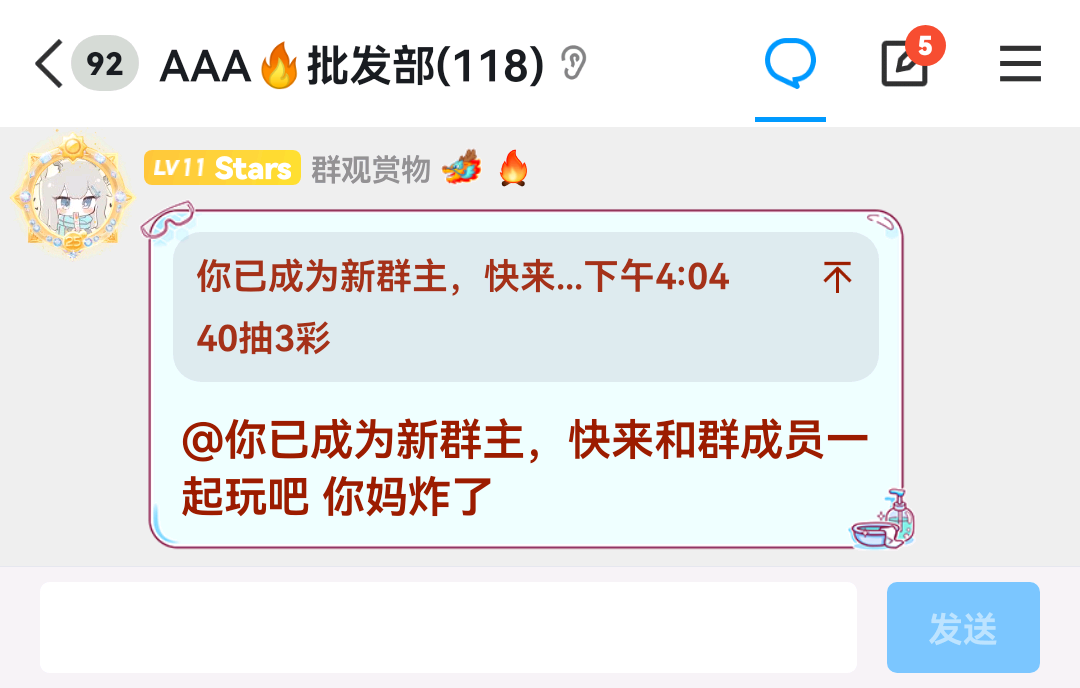 92 AAA🔥批发部(118) 5
LV11 Stars 群观赏物 🐲 🔥
你已成为新群主，快来...下午4:04
40抽3彩
@你已成为新群主，快来和群成员一
起玩吧 你妈炸了
发送